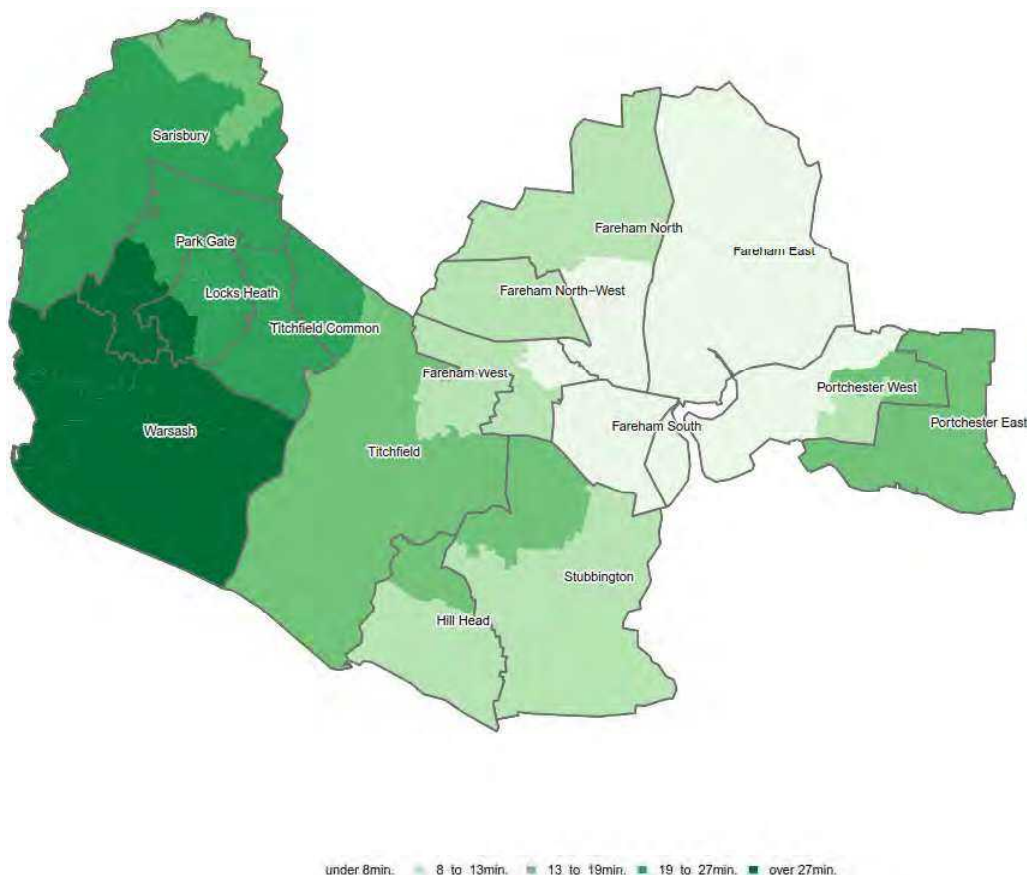 Sarisbury
Park Gate
Fareham North
Fareham East
Locks Heath
Fareham North-West
Titchfield Common
Fareham West
Portchester West
Warsash
Titchfield
Fareham South
Portchester East
Stubbington
Hill Head
under 8min. 8 to 13min. 13 to 19min. 19 to 27min. over 27min.